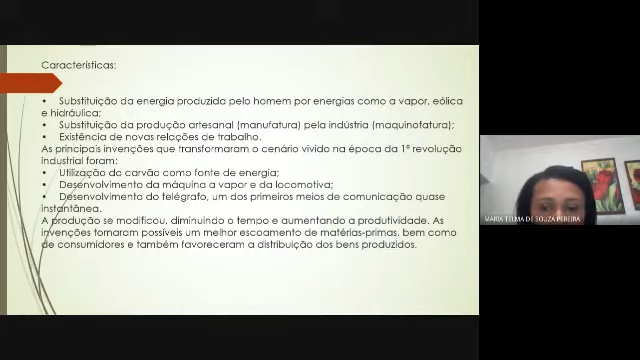 Características:
• Substituição da energia produzida pelo homem por energias como a vapor, eólica
e hidráulica;
• Substituição da produção artesanal (manufatura) pela indústria (maquinofatura);
• Existência de novas relações de trabalho.
As principais invenções que transformaram o cenário vivido na época da 1ª revolução
industrial foram:
• Utilização do carvão como fonte de energia;
• Desenvolvimento da máquina a vapor e da locomotiva;
• Desenvolvimento do telégrafo, um dos primeiros meios de comunicação quase
instantânea.
A produção se modificou, diminuindo o tempo e aumentando a produtividade. As
invenções tornaram possíveis um melhor escoamento de matérias-primas, bem como
de consumidores e também favoreceram a distribuição dos bens produzidos.
MARIA TELMA DE SOUZA PEREIRA